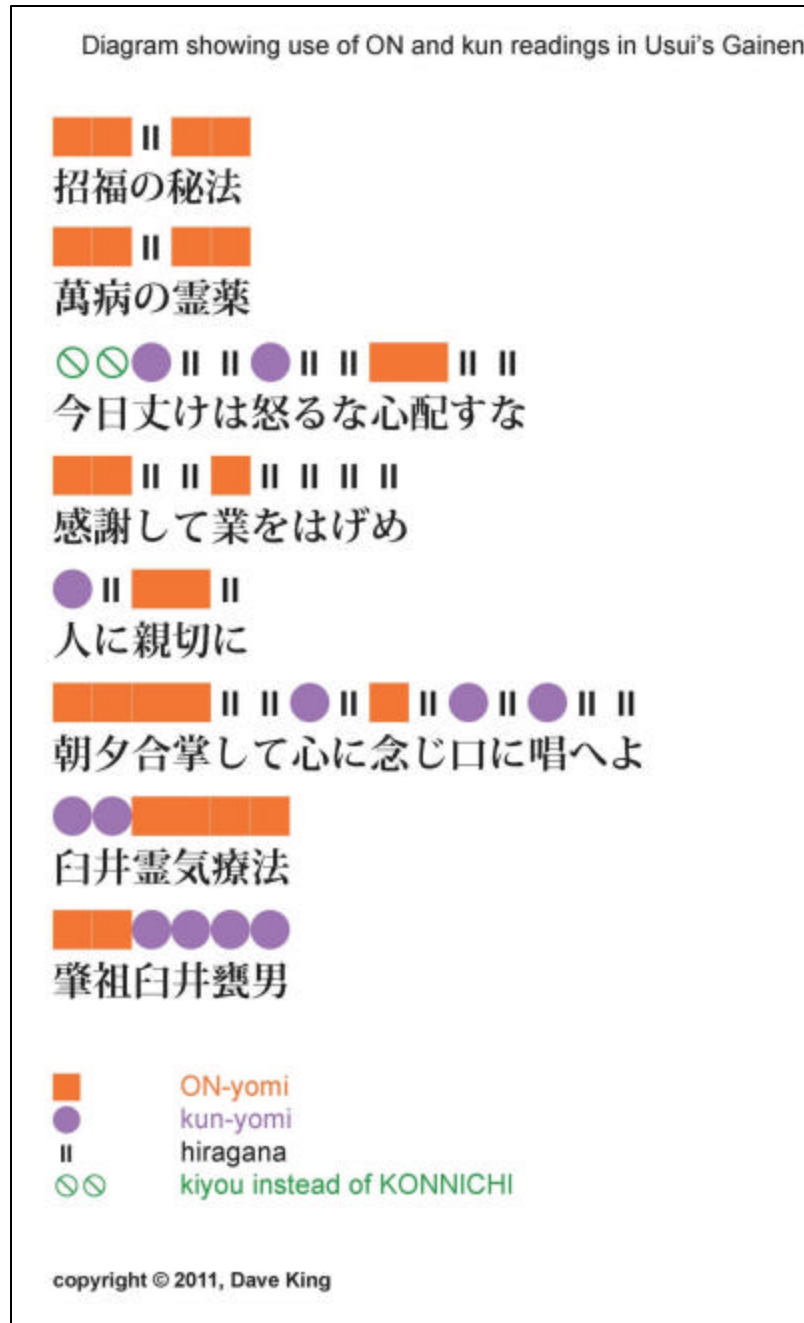 Diagram showing use of ON and kun readings in Usui's Gainen
招福の秘法
萬病の霊薬
今日丈けは怒るな心配すな
感謝して業をはげめ
人に親切に
朝夕合掌して心に念じ口に唱へよ
臼井霊気療法
肇祖臼井甕男
ON-yomi
kun-yomi
hiragana
kiyou instead of KONNICHI
copyright © 2011, Dave King